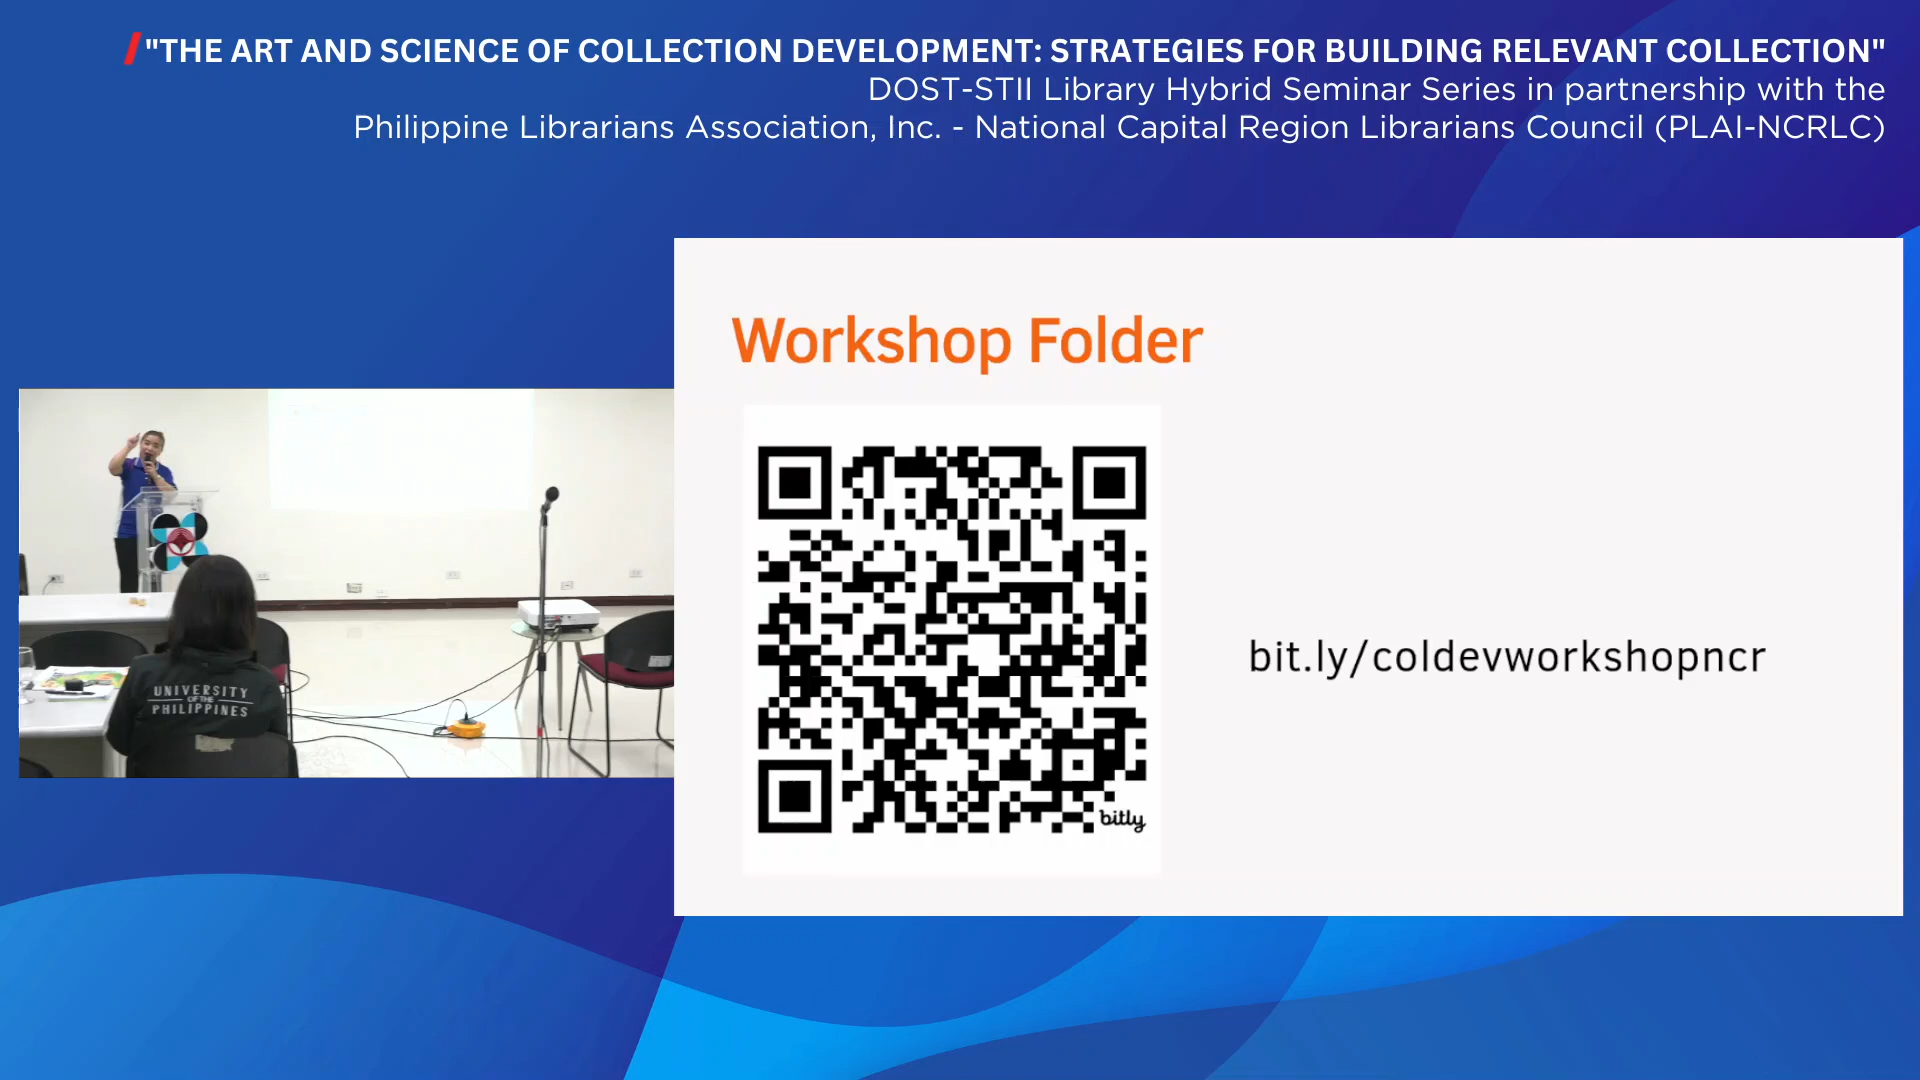 "THE ART AND SCIENCE OF COLLECTION DEVELOPMENT: STRATEGIES FOR BUILDING RELEVANT COLLECTION"
DOST-STII Library Hybrid Seminar Series in partnership with the
Philippine Librarians Association, Inc. - National Capital Region Librarians Council (PLAI-NCRLC)
Workshop Folder
bit.ly/coldevworkshopncr
bitly
UNIVERSITY
OF THE
PHILIPPINES